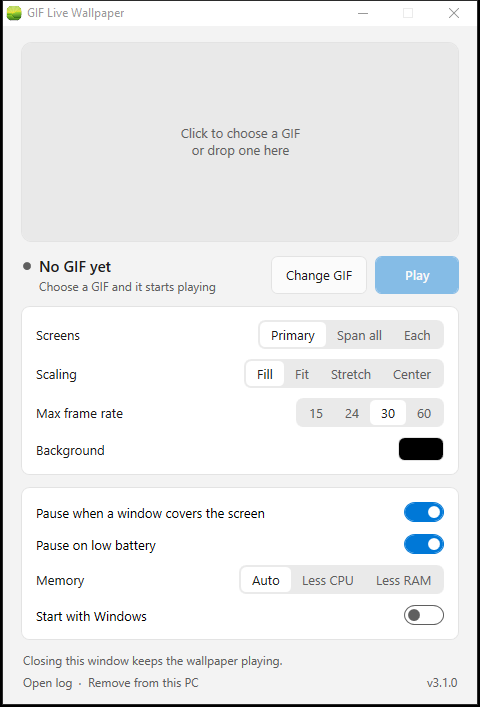 GIF Live Wallpaper
Click to choose a GIF
or drop one here
No GIF yet
Choose a GIF and it starts playing
Change GIF
Play
Screens
Primary
Span all
Each
Scaling
Fill
Fit
Stretch
Center
Max frame rate
15
24
30
60
Background
Pause when a window covers the screen
Pause on low battery
Memory
Auto
Less CPU
Less RAM
Start with Windows
Closing this window keeps the wallpaper playing.
Open log · Remove from this PC
v3.1.0